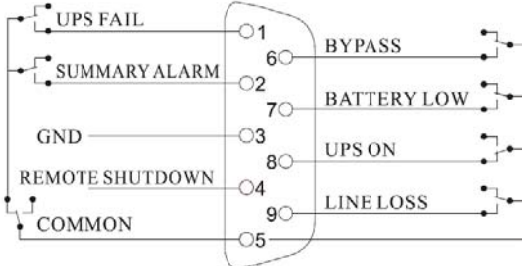 UPS FAIL
1
6
BYPASS
SUMMARY ALARM
2
7
BATTERY LOW
GND
3
8
UPS ON
REMOTE SHUTDOWN
4
9
LINE LOSS
COMMON
5